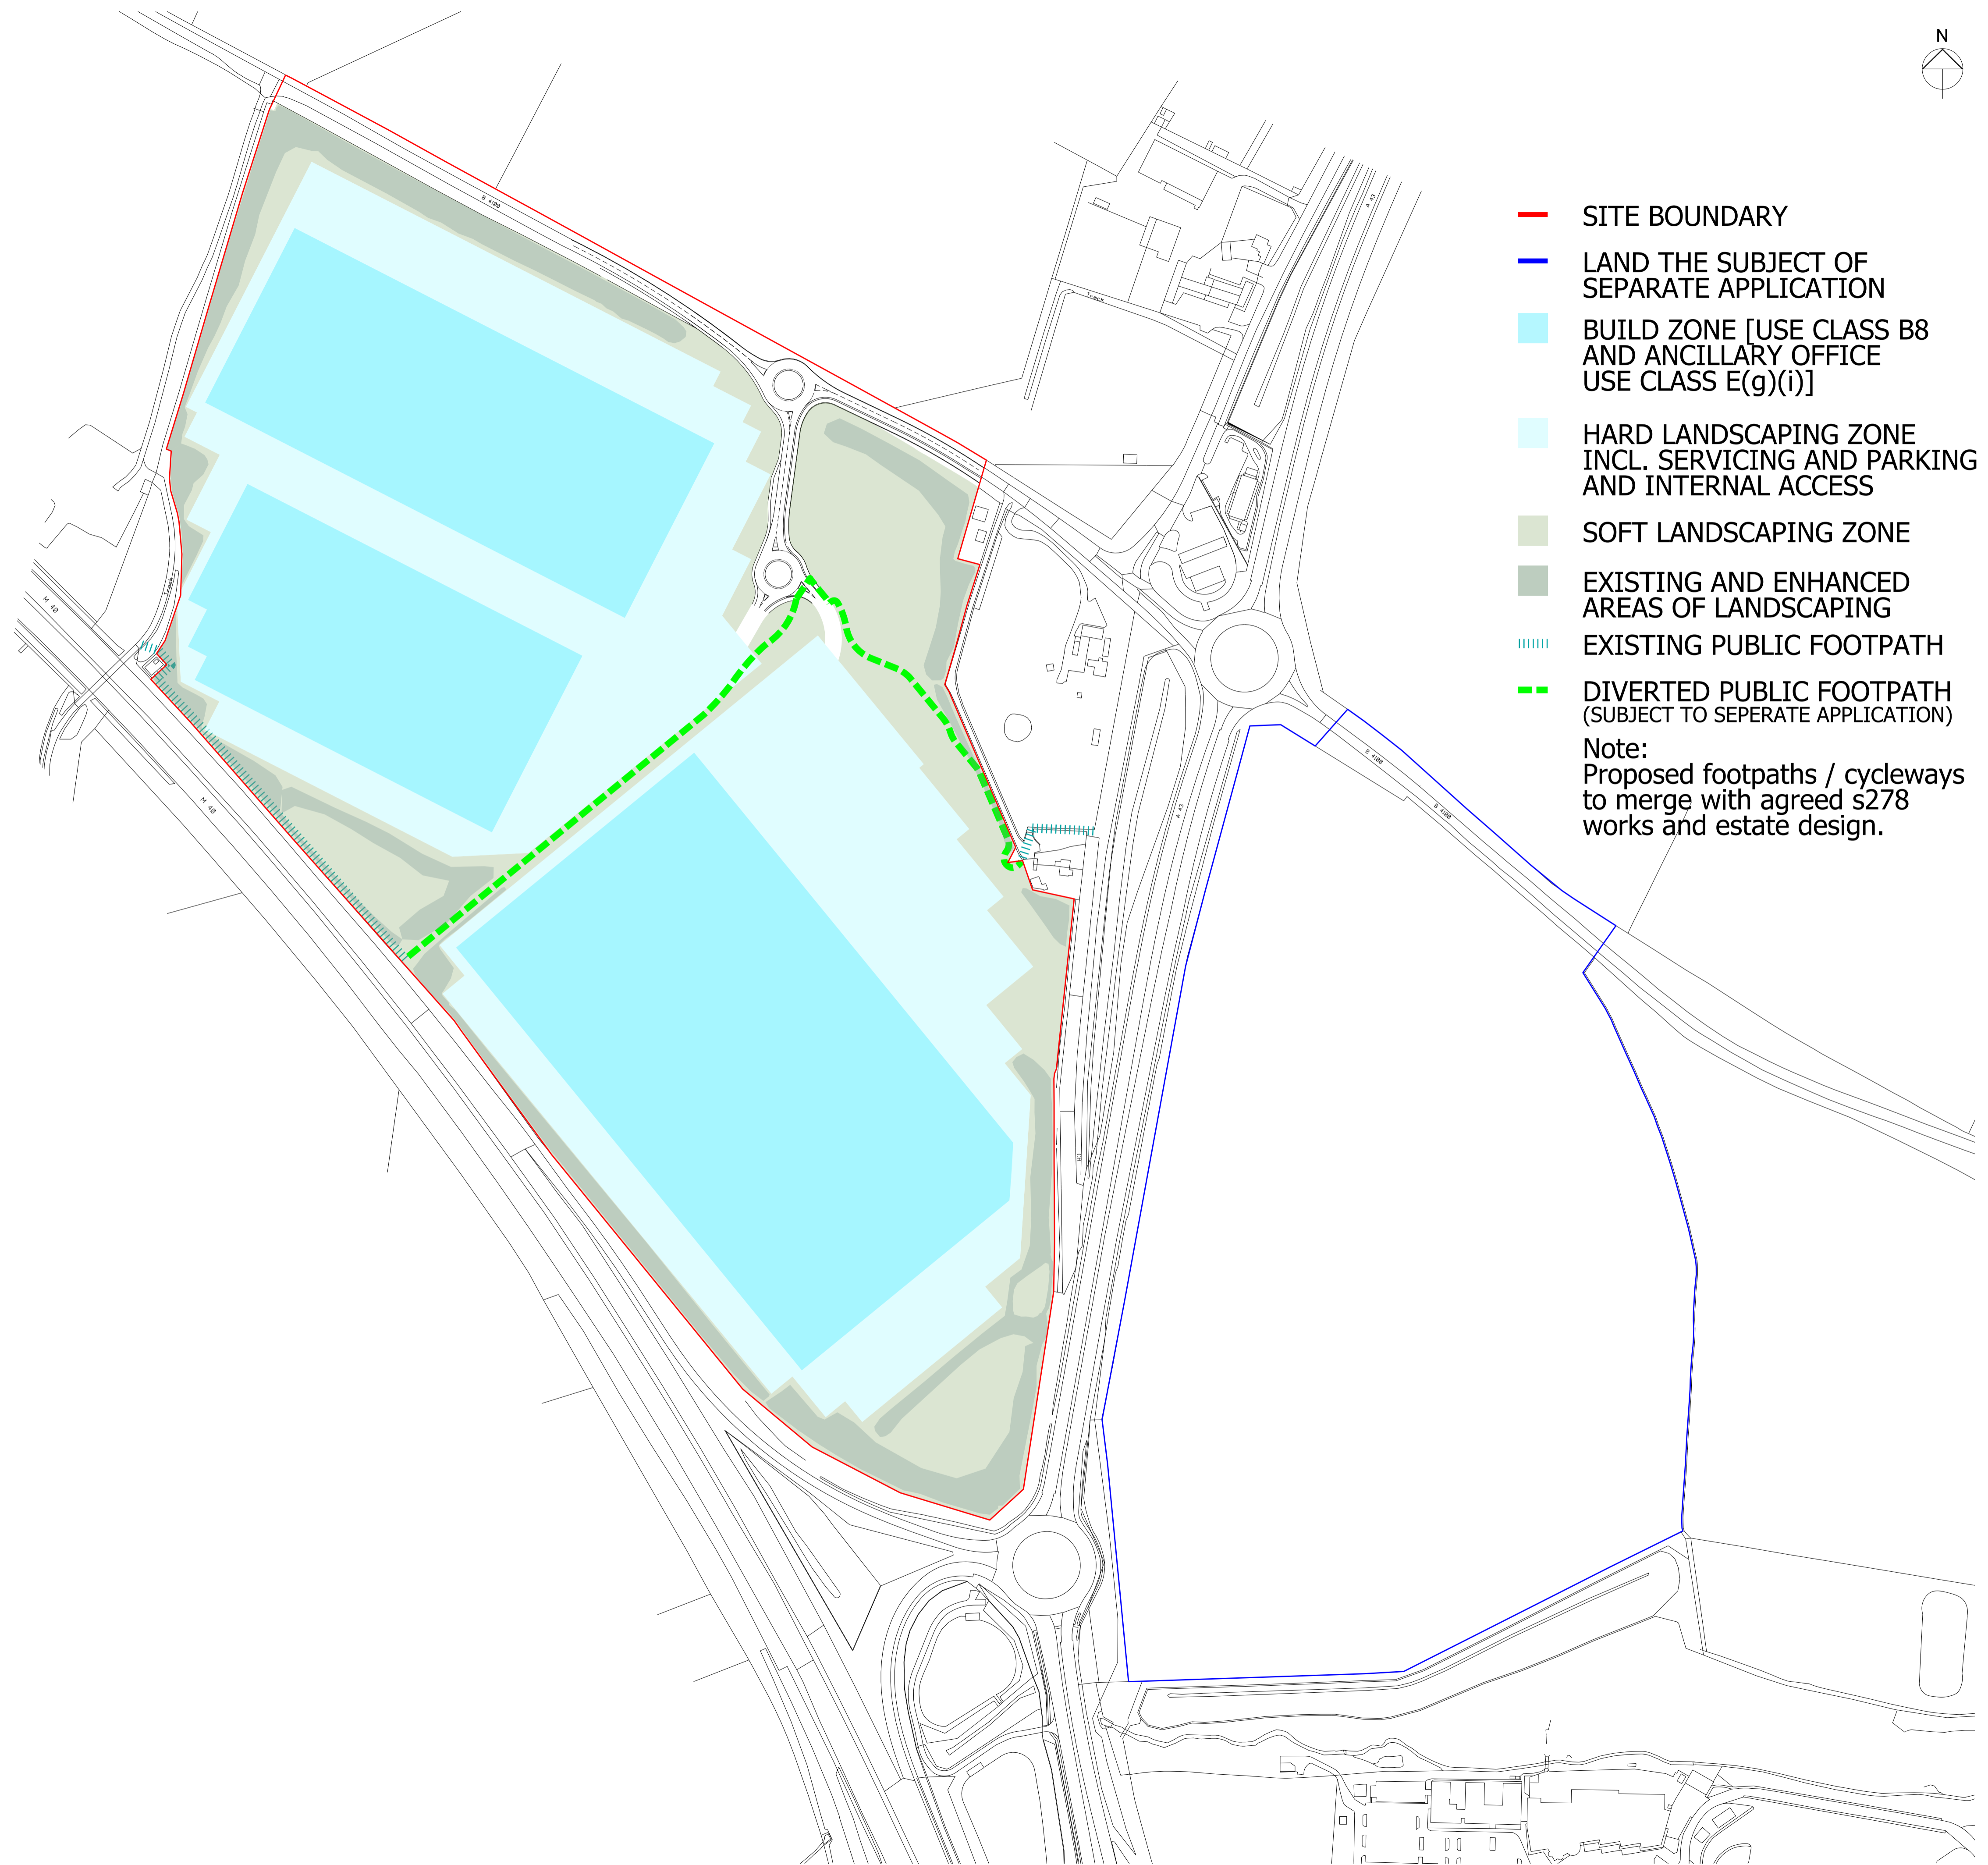 N
B 4100
A 43
Track
SITE BOUNDARY
LAND THE SUBJECT OF
SEPARATE APPLICATION
BUILD ZONE [USE CLASS B8
AND ANCILLARY OFFICE
USE CLASS E(g)(i)]
HARD LANDSCAPING ZONE
INCL. SERVICING AND PARKING
AND INTERNAL ACCESS
SOFT LANDSCAPING ZONE
EXISTING AND ENHANCED
AREAS OF LANDSCAPING
EXISTING PUBLIC FOOTPATH
DIVERTED PUBLIC FOOTPATH
(SUBJECT TO SEPERATE APPLICATION)
Note:
Proposed footpaths / cycleways
to merge with agreed s278
works and estate design.
Track
M 40
M 40
A 43
B 4100
B 4100